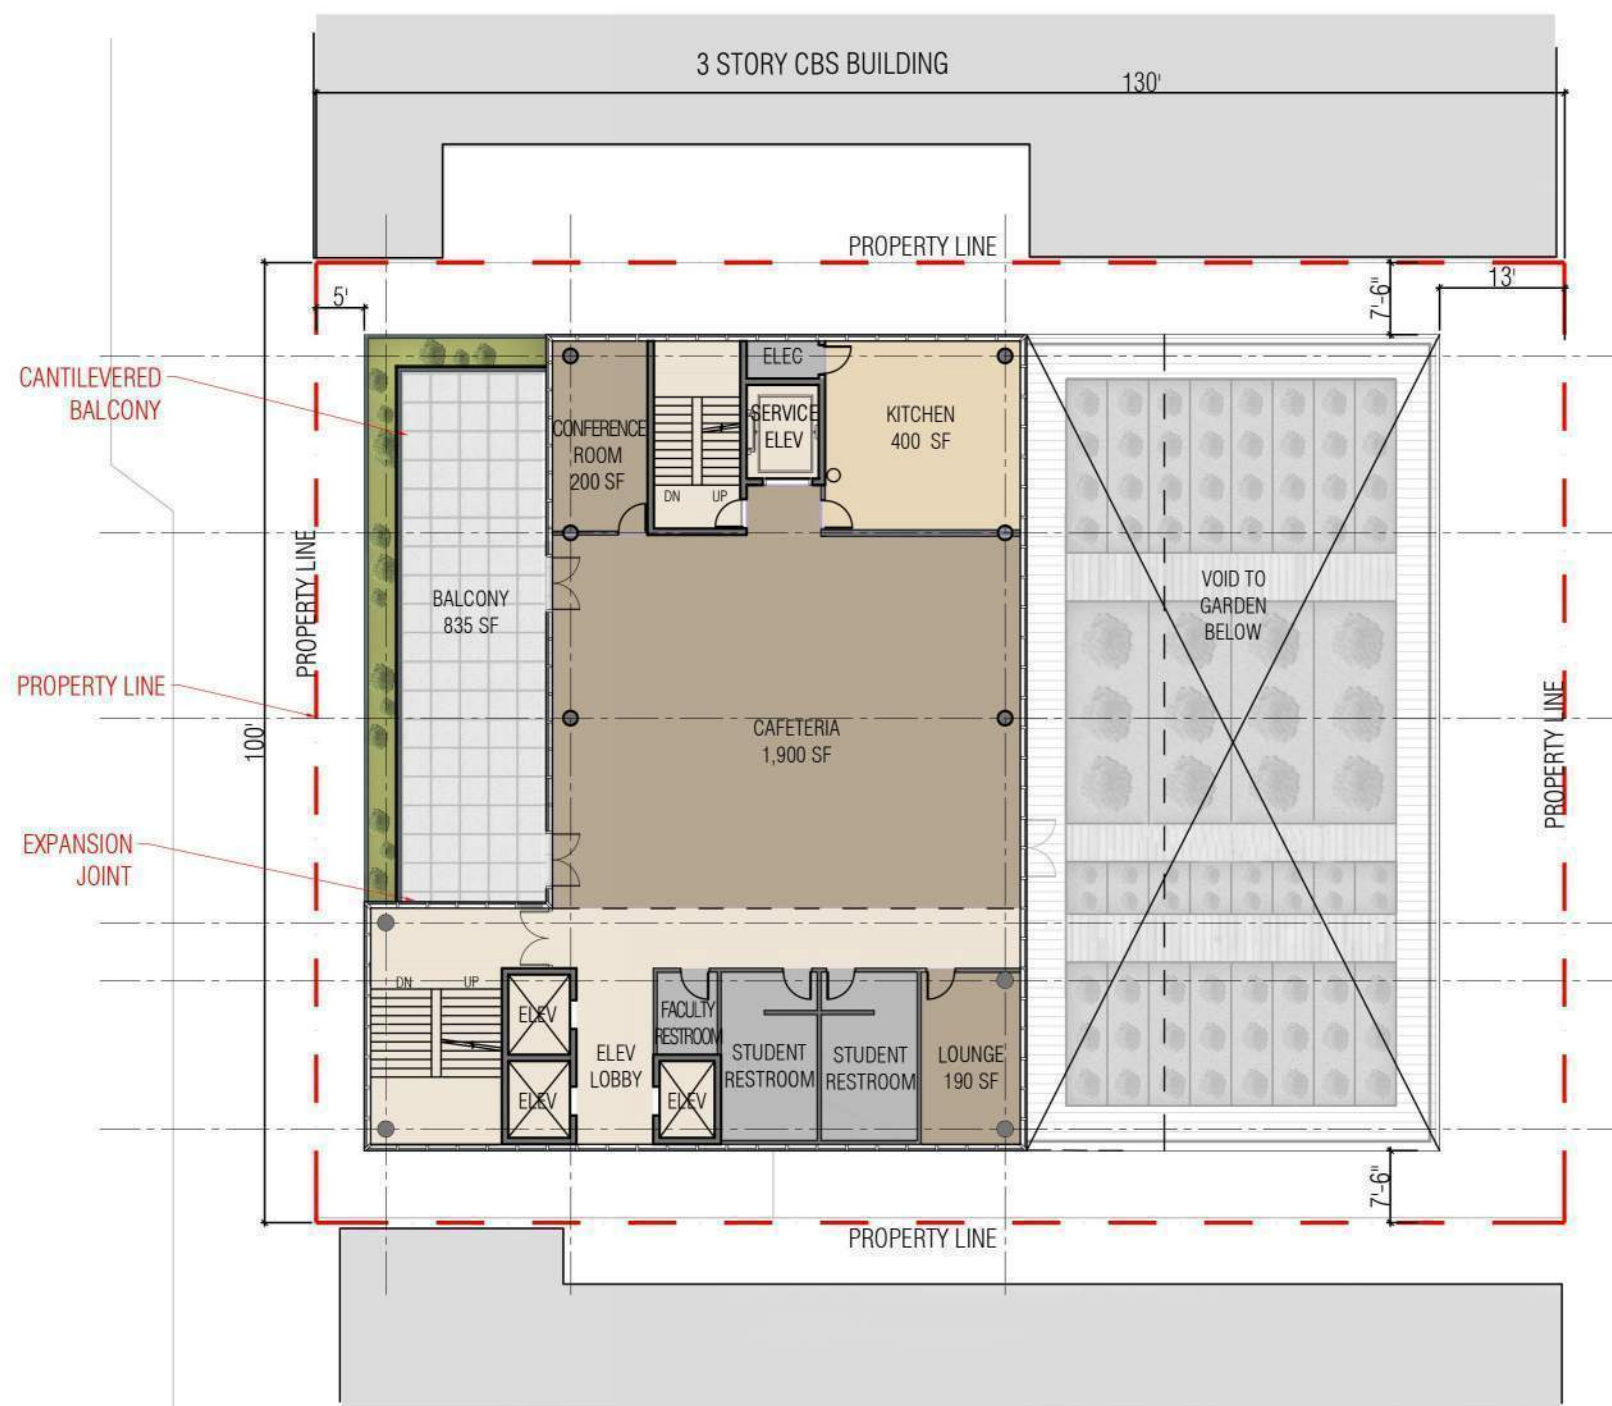 3 STORY CBS BUILDING
130'
PROPERTY LINE
5'
7'-6"
13'
ELEC
CANTILEVERED
BALCONY
SERVICE
ELEV
KITCHEN
400 SF
CONFERENCE
ROOM
200 SF
DN
UP
PROPERTY LINE
BALCONY
835 SF
VOID TO
GARDEN
BELOW
PROPERTY LINE
100'
CAFETERIA
1,900 SF
PROPERTY LINE
EXPANSION
JOINT
DN
UP
ELEV
FACULTY
RESTROOM
ELEV
LOBBY
STUDENT
RESTROOM
STUDENT
RESTROOM
LOUNGE
190 SF
ELEV
ELEV
7'-6"
PROPERTY LINE